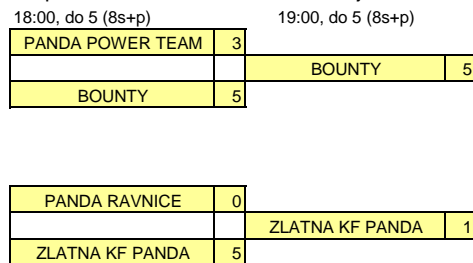 18:00, do 5 (8s+p) 19:00, do 5 (8s+p)
PANDA POWER TEAM 3
BOUNTY 5
BOUNTY 5
PANDA RAVNICE 0
ZLATNA KF PANDA 1
ZLATNA KF PANDA 5